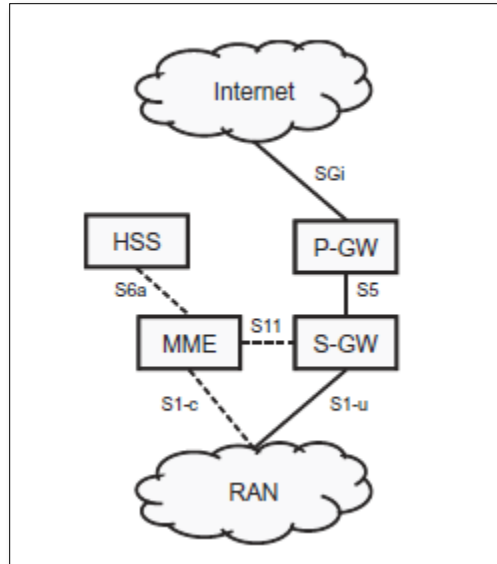 Internet
SGi
HSS
P-GW
S6a
S5
MME
S11
S-GW
S1-c
S1-u
RAN